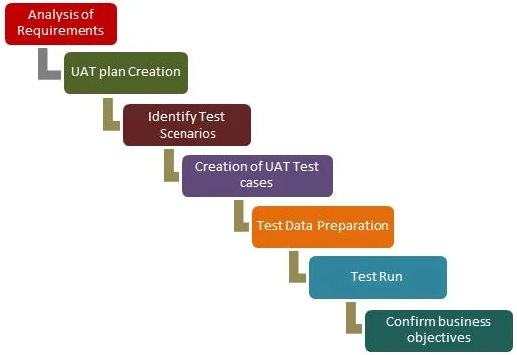 Analysis of
Requirements
UAT plan Creation
Identify Test
Scenarios
Creation of UAT Test
cases
Test Data Preparation
Test Run
Confirm business
objectives